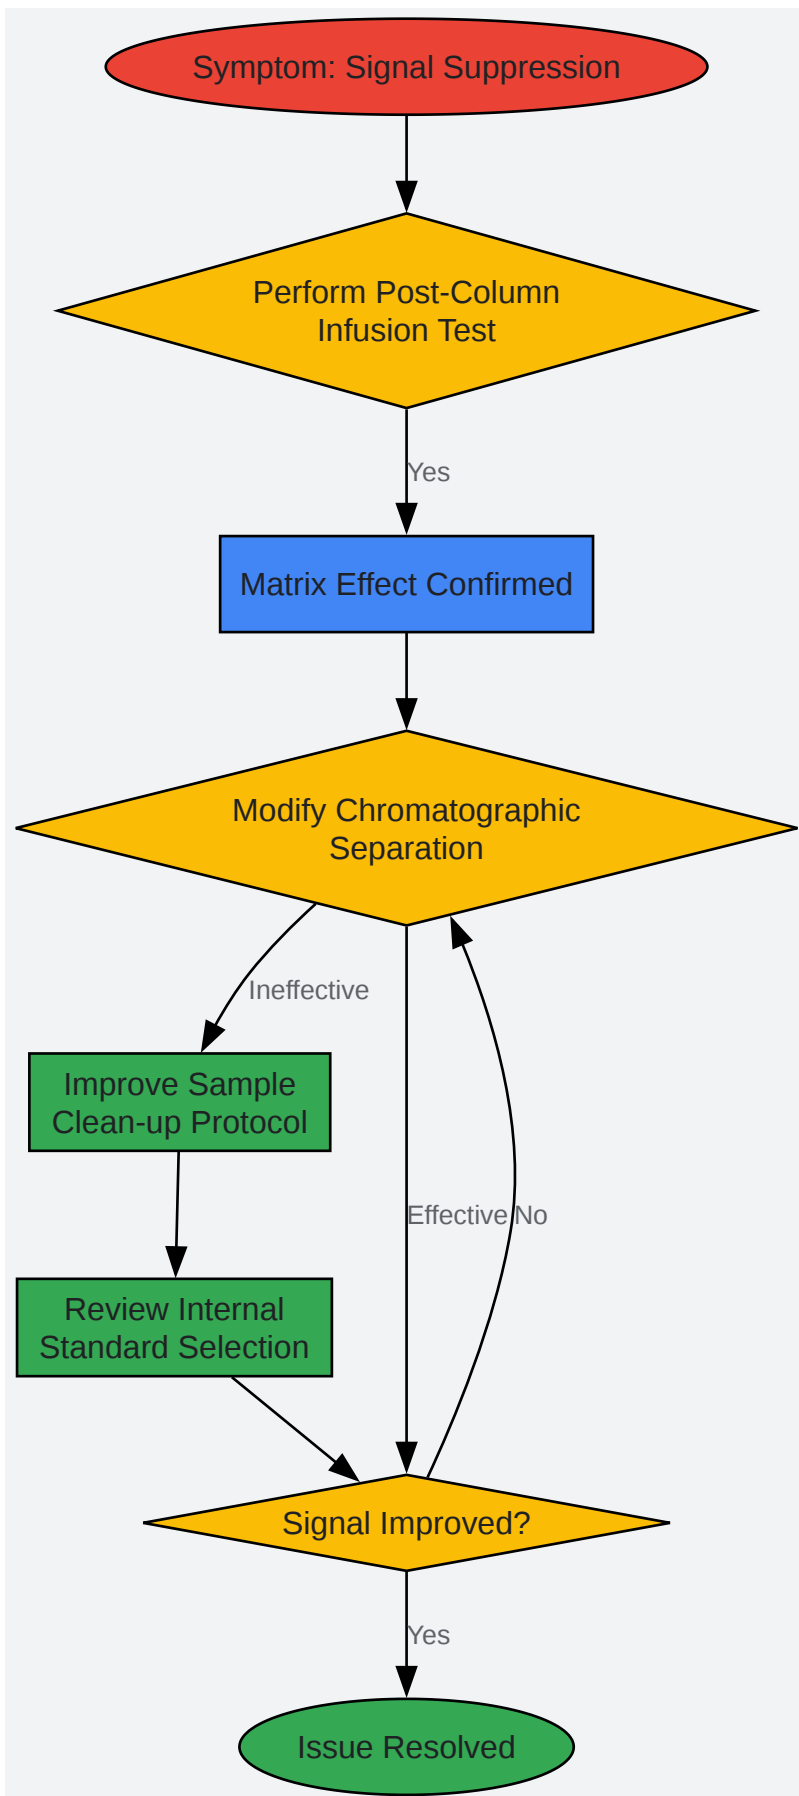 Symptom: Signal Suppression
Perform Post-Column
Infusion Test
Yes
Matrix Effect Confirmed
Modify Chromatographic
Separation
Ineffective
Improve Sample
Clean-up Protocol
Effective
No
Review Internal
Standard Selection
Signal Improved?
Yes
Issue Resolved